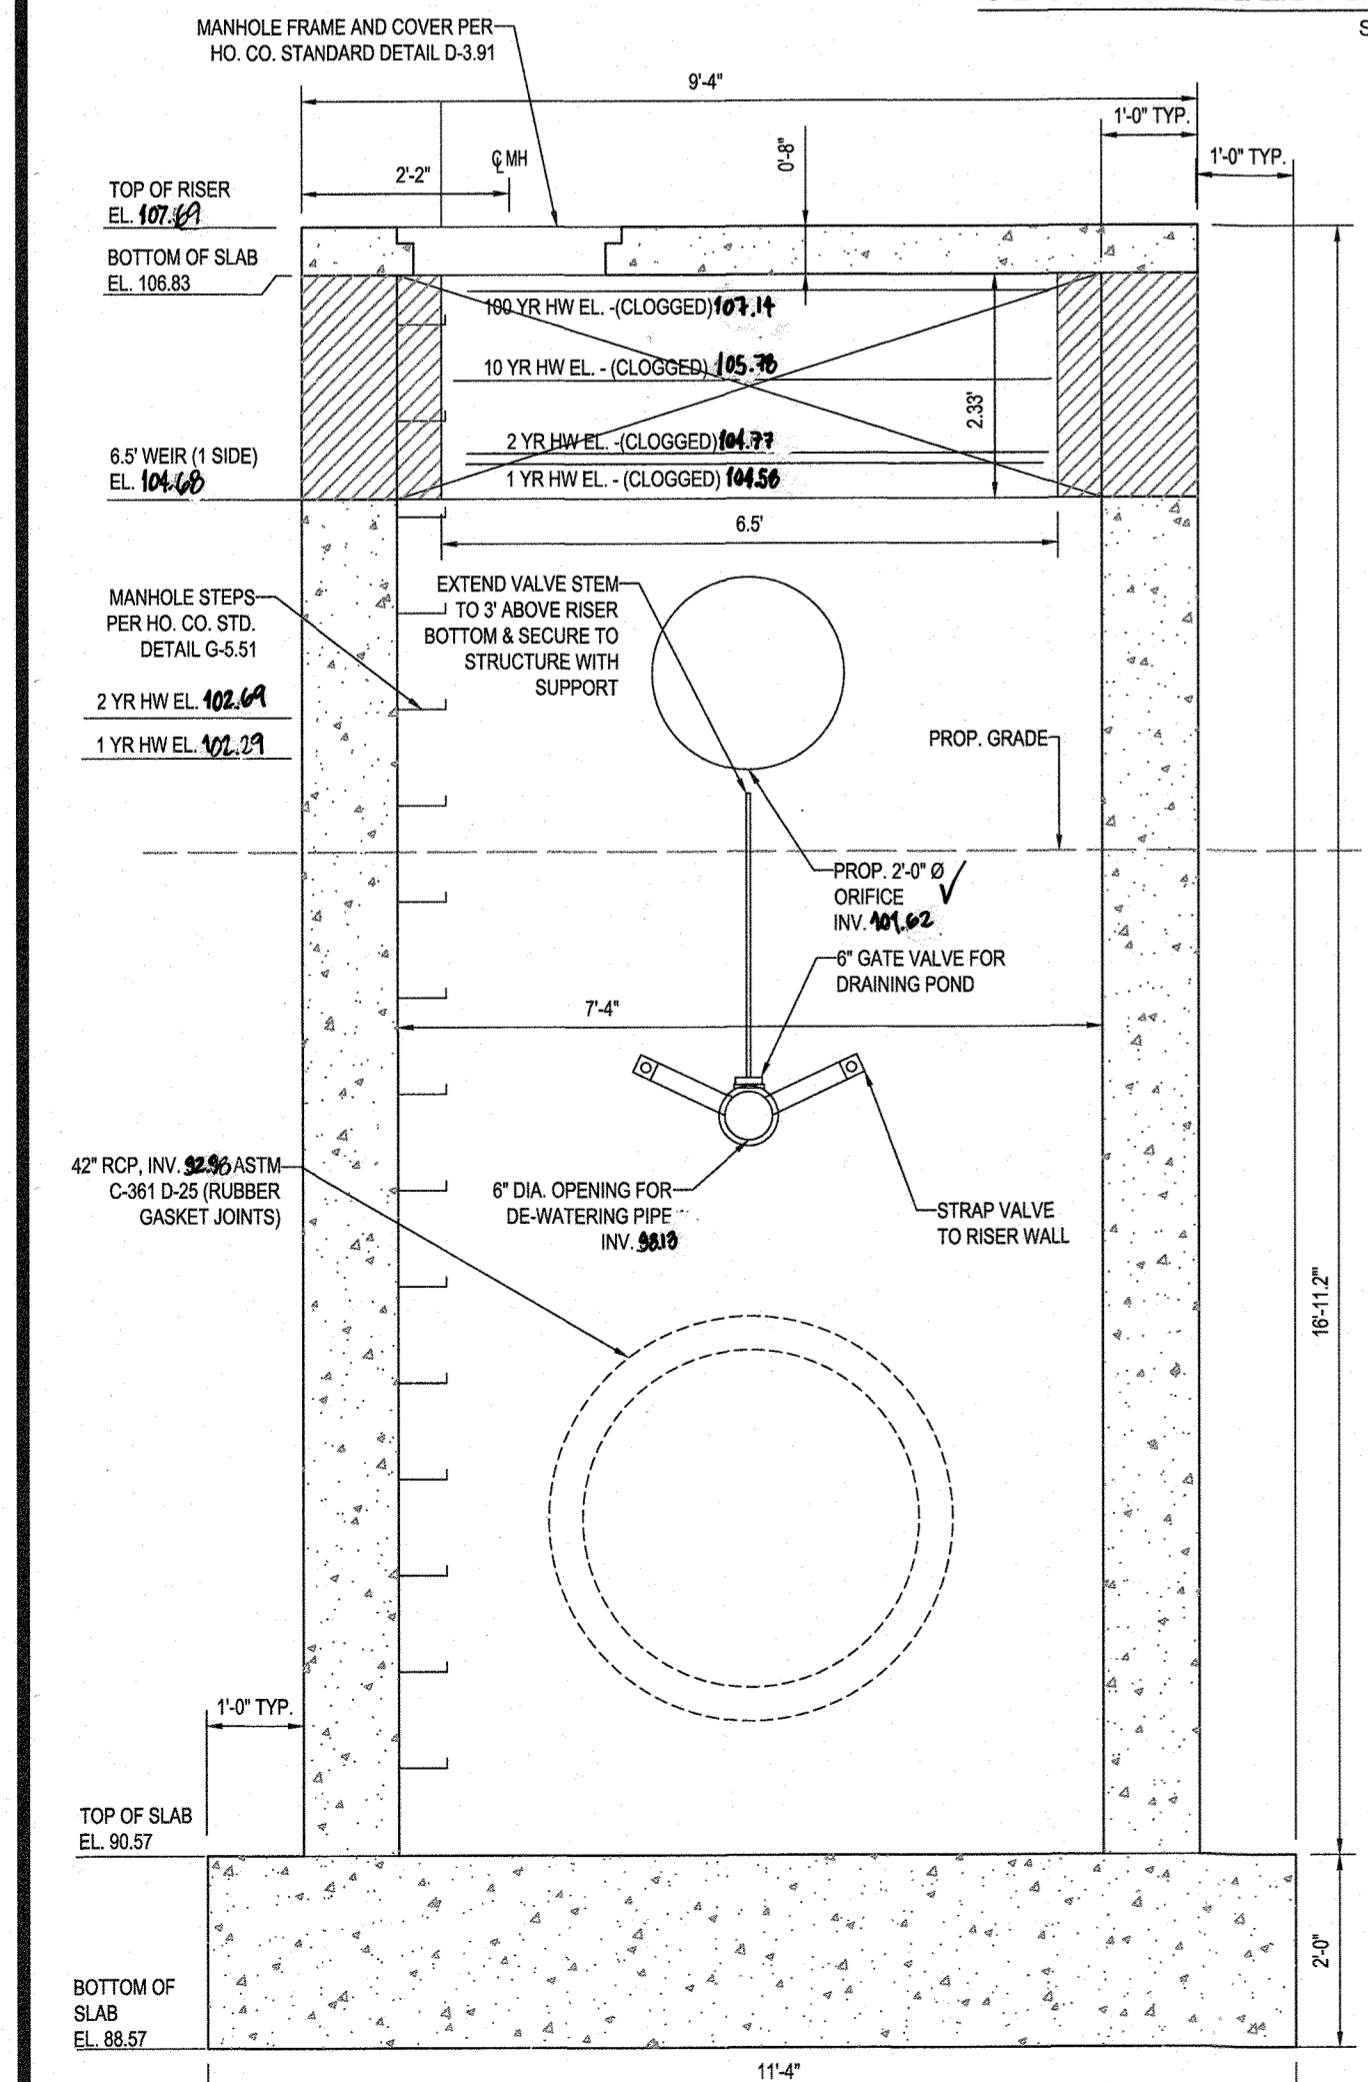 S
MANHOLE FRAME AND COVER PER
HO. CO. STANDARD DETAIL D-3.91
9'-4"
1'-0" TYP.
1'-0" TYP.
0'-8"
℄ MH
2'-2"
TOP OF RISER
EL. 107.69
BOTTOM OF SLAB
EL. 106.83
100 YR HW EL. -(CLOGGED) 107.14
10 YR HW EL. - (CLOGGED) 105.78
2.33'
2 YR HW EL. -(CLOGGED) 104.77
1 YR HW EL. - (CLOGGED) 104.58
6.5' WEIR (1 SIDE)
EL. 104.68
6.5'
MANHOLE STEPS
PER HO. CO. STD.
DETAIL G-5.51
EXTEND VALVE STEM
TO 3' ABOVE RISER
BOTTOM & SECURE TO
STRUCTURE WITH
SUPPORT
2 YR HW EL. 102.69
1 YR HW EL. 102.29
PROP. GRADE
PROP. 2'-0" Ø
ORIFICE ✓
INV. 101.62
6" GATE VALVE FOR
DRAINING POND
7'-4"
42" RCP, INV. 92.96 ASTM
C-361 D-25 (RUBBER
GASKET JOINTS)
6" DIA. OPENING FOR
DE-WATERING PIPE
INV. 98.13
STRAP VALVE
TO RISER WALL
16'-11.2"
1'-0" TYP.
TOP OF SLAB
EL. 90.57
2'-0"
BOTTOM OF
SLAB
EL. 88.57
11'-4"